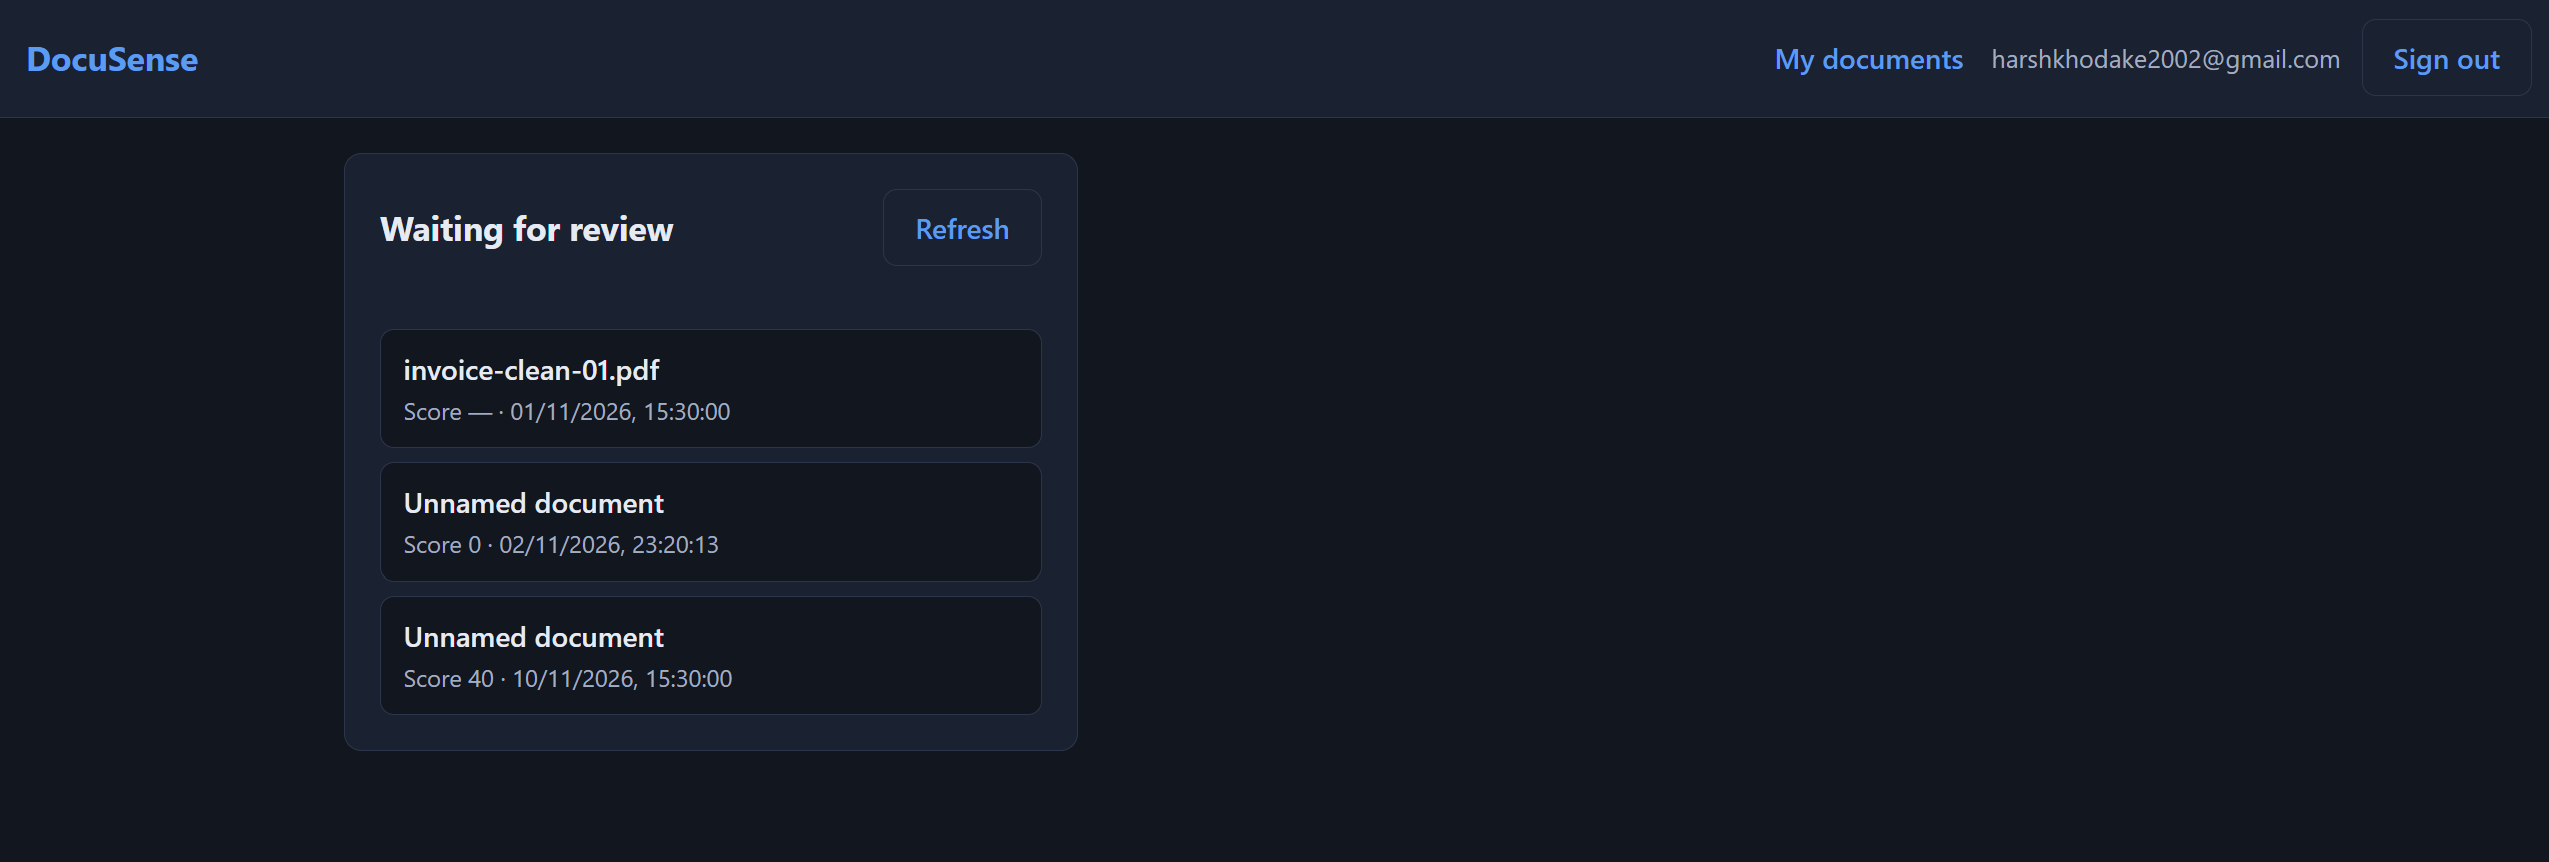 DocuSense
My documents harshkhodake2002@gmail.com Sign out
Waiting for review
Refresh
invoice-clean-01.pdf
Score — · 01/11/2026, 15:30:00
Unnamed document
Score 0 · 02/11/2026, 23:20:13
Unnamed document
Score 40 · 10/11/2026, 15:30:00